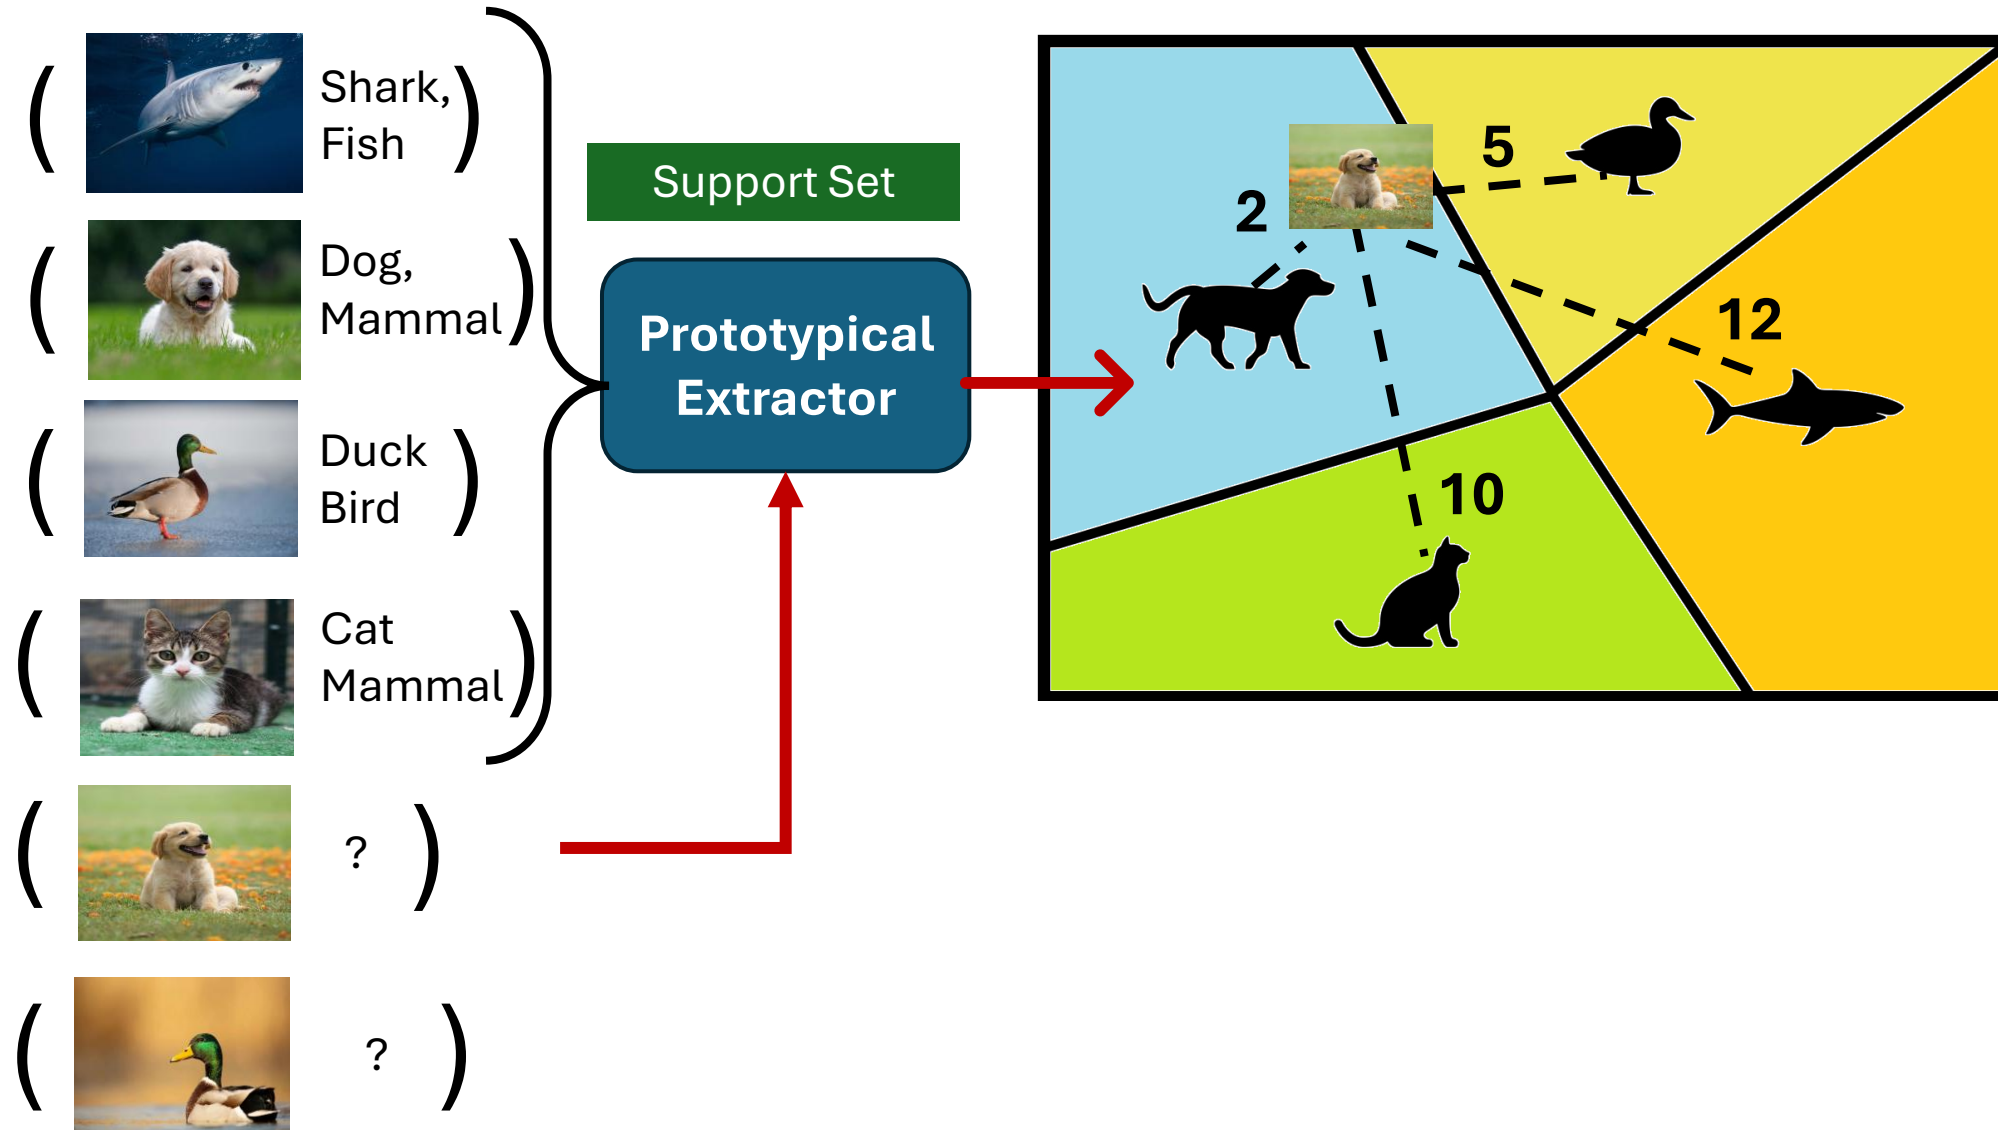 ( Shark, )
Fish
( Dog, )
Mammal
( Duck )
Bird
( Cat )
Mammal
( ? )
( ? )
Support Set
Prototypical
Extractor
5
2
12
10